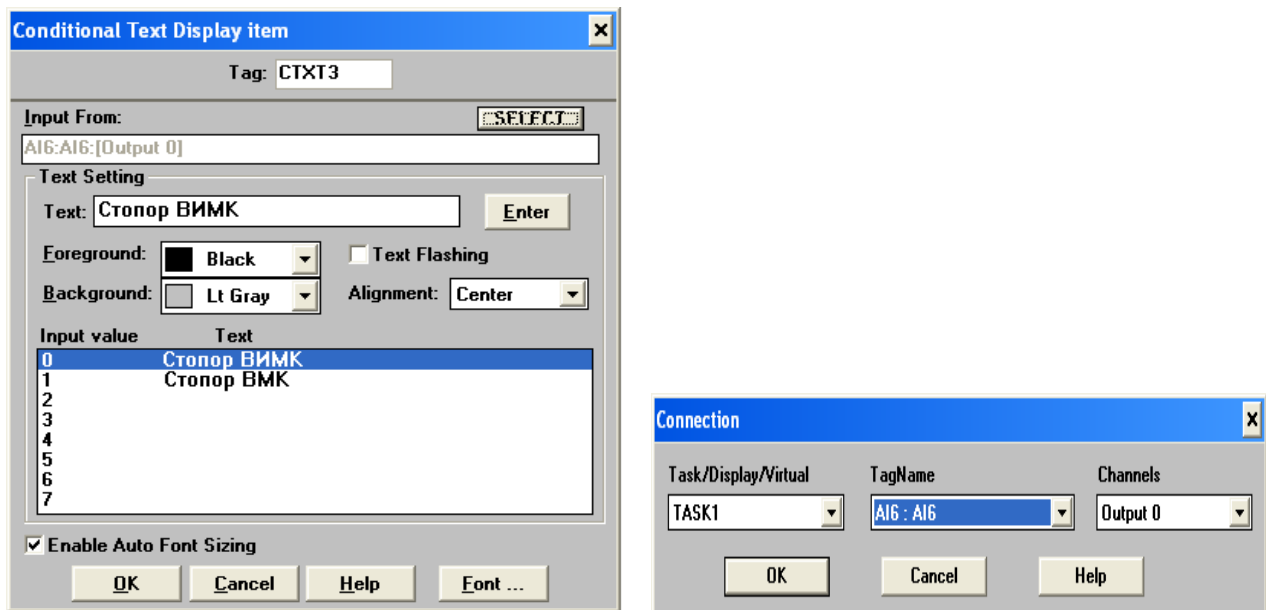 Conditional Text Display item
Tag: CTXT3
Input From: SELECT
AI6:AI6:[Output 0]
Text Setting
Text: Стопор ВИМК Enter
Foreground: Black Text Flashing
Background: Lt Gray Alignment: Center
Input value Text
0 Стопор ВИМК
1 Стопор ВМК
2
3
4
5
6
7
Enable Auto Font Sizing
OK Cancel Help Font ...
Connection
Task/Display/Virtual TagName Channels
TASK1 AI6 : AI6 Output 0
OK Cancel Help